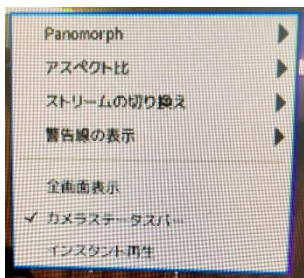 Panomorph
アスペクト比
ストリームの切り換え
警告線の表示
全画面表示
カメラステータスバー
インスタント再生